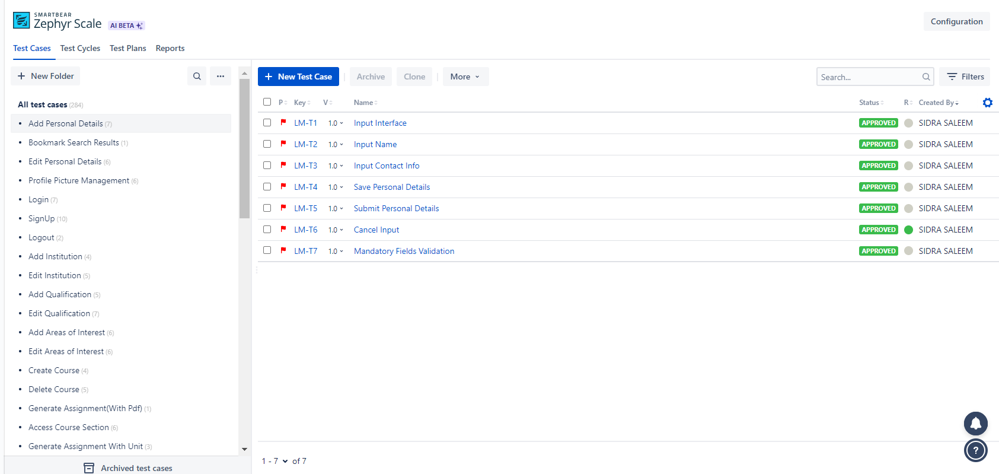 SMARTBEAR
Zephyr Scale AI BETA
Configuration
Test Cases Test Cycles Test Plans Reports
+ New Folder ...
All test cases (284)
• Add Personal Details (7)
• Bookmark Search Results (1)
• Edit Personal Details (6)
• Profile Picture Management (6)
• Login (7)
• SignUp (10)
• Logout (2)
• Add Institution (4)
• Edit Institution (5)
• Add Qualification (5)
• Edit Qualification (7)
• Add Areas of Interest (6)
• Edit Areas of Interest (6)
• Create Course (4)
• Delete Course (5)
• Generate Assignment(With Pdf) (1)
• Access Course Section (6)
• Generate Assignment With Unit (3)
Archived test cases
+ New Test Case Archive Clone More Search... Filters
P Key V Name Status R Created By
LM-T1 1.0 Input Interface APPROVED SIDRA SALEEM
LM-T2 1.0 Input Name APPROVED SIDRA SALEEM
LM-T3 1.0 Input Contact Info APPROVED SIDRA SALEEM
LM-T4 1.0 Save Personal Details APPROVED SIDRA SALEEM
LM-T5 1.0 Submit Personal Details APPROVED SIDRA SALEEM
LM-T6 1.0 Cancel Input APPROVED SIDRA SALEEM
LM-T7 1.0 Mandatory Fields Validation APPROVED SIDRA SALEEM
1 - 7 of 7
?